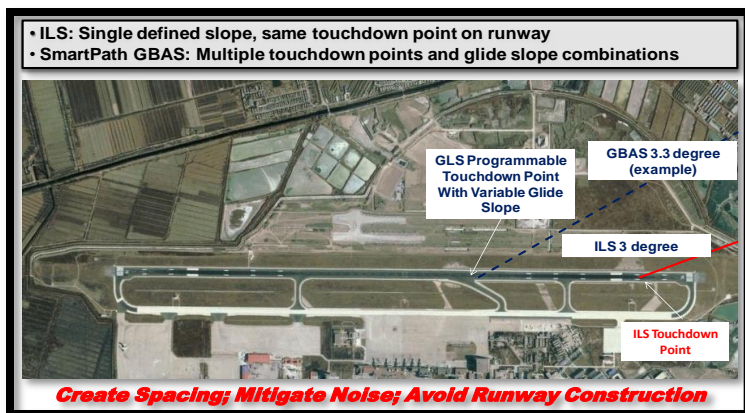 • ILS: Single defined slope, same touchdown point on runway
• SmartPath GBAS: Multiple touchdown points and glide slope combinations
GLS Programmable
Touchdown Point
With Variable Glide
Slope
GBAS 3.3 degree
(example)
ILS 3 degree
ILS Touchdown
Point
Create Spacing; Mitigate Noise; Avoid Runway Construction